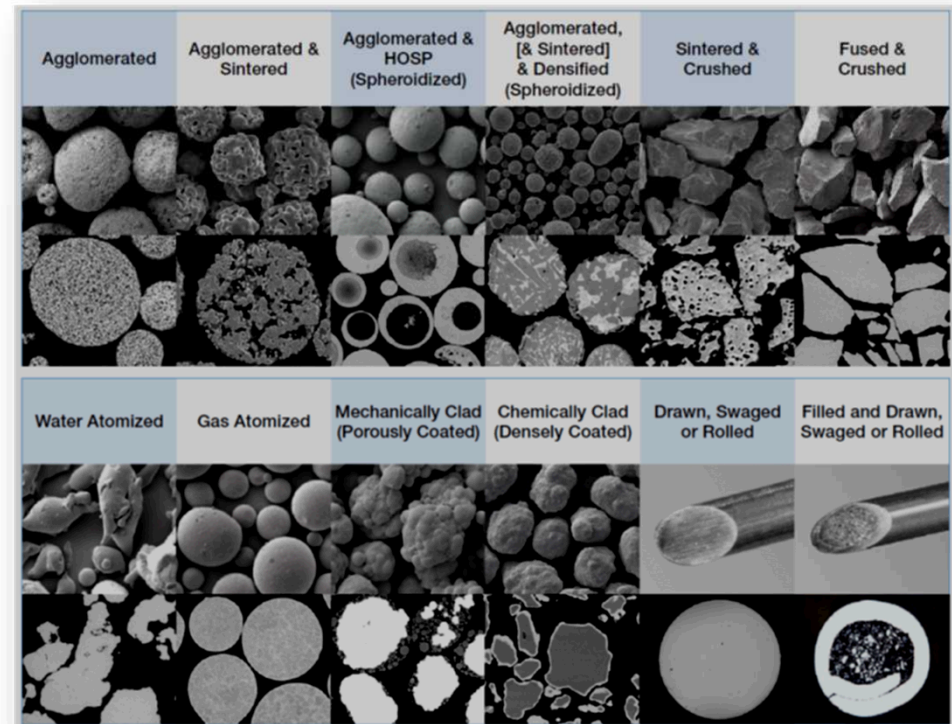 Agglomerated
Agglomerated &
Sintered
Agglomerated &
HOSP
(Spheroidized)
Agglomerated,
[& Sintered]
& Densified
(Spheroidized)
Sintered &
Crushed
Fused &
Crushed
Water Atomized
Gas Atomized
Mechanically Clad
(Porously Coated)
Chemically Clad
(Densely Coated)
Drawn, Swaged
or Rolled
Filled and Drawn,
Swaged or Rolled